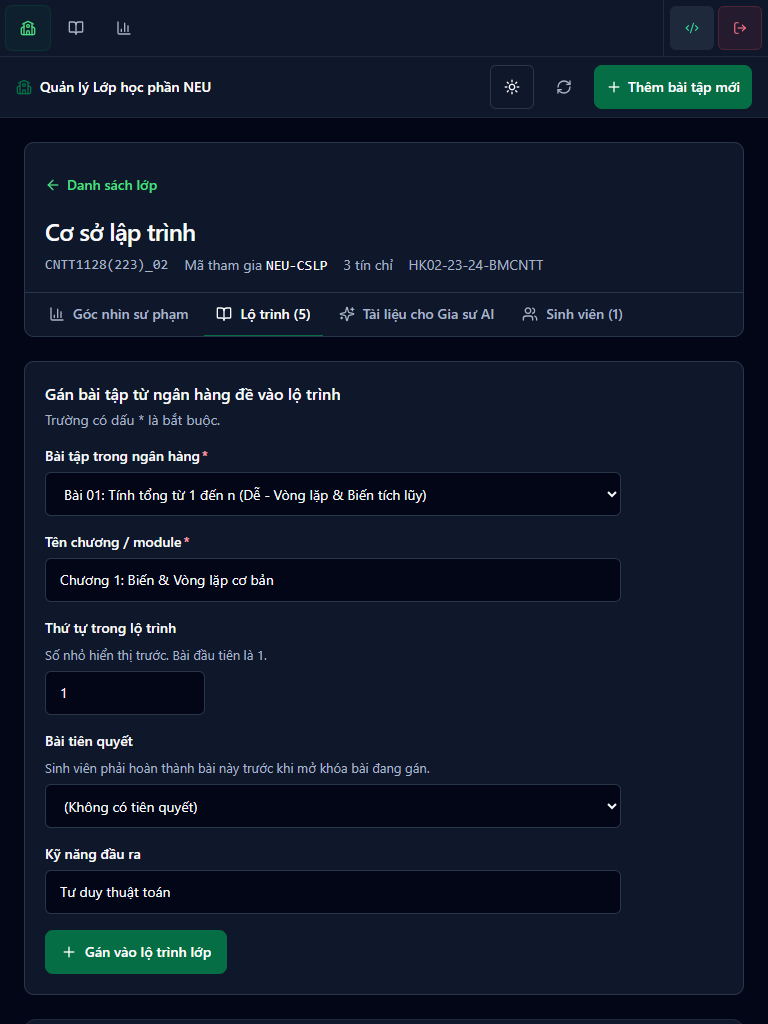 Quản lý Lớp học phần NEU
Thêm bài tập mới
Danh sách lớp
Cơ sở lập trình
CNTT1128(223)_02 Mã tham gia NEU-CSLP 3 tín chỉ HK02-23-24-BMCNTT
Góc nhìn sư phạm Lộ trình (5) Tài liệu cho Gia sư AI Sinh viên (1)
Gán bài tập từ ngân hàng đề vào lộ trình
Trường có dấu * là bắt buộc.
Bài tập trong ngân hàng*
Bài 01: Tính tổng từ 1 đến n (Dễ - Vòng lặp & Biến tích lũy)
Tên chương / module*
Chương 1: Biến & Vòng lặp cơ bản
Thứ tự trong lộ trình
Số nhỏ hiển thị trước. Bài đầu tiên là 1.
1
Bài tiên quyết
Sinh viên phải hoàn thành bài này trước khi mở khóa bài đang gán.
(Không có tiên quyết)
Kỹ năng đầu ra
Tư duy thuật toán
Gán vào lộ trình lớp